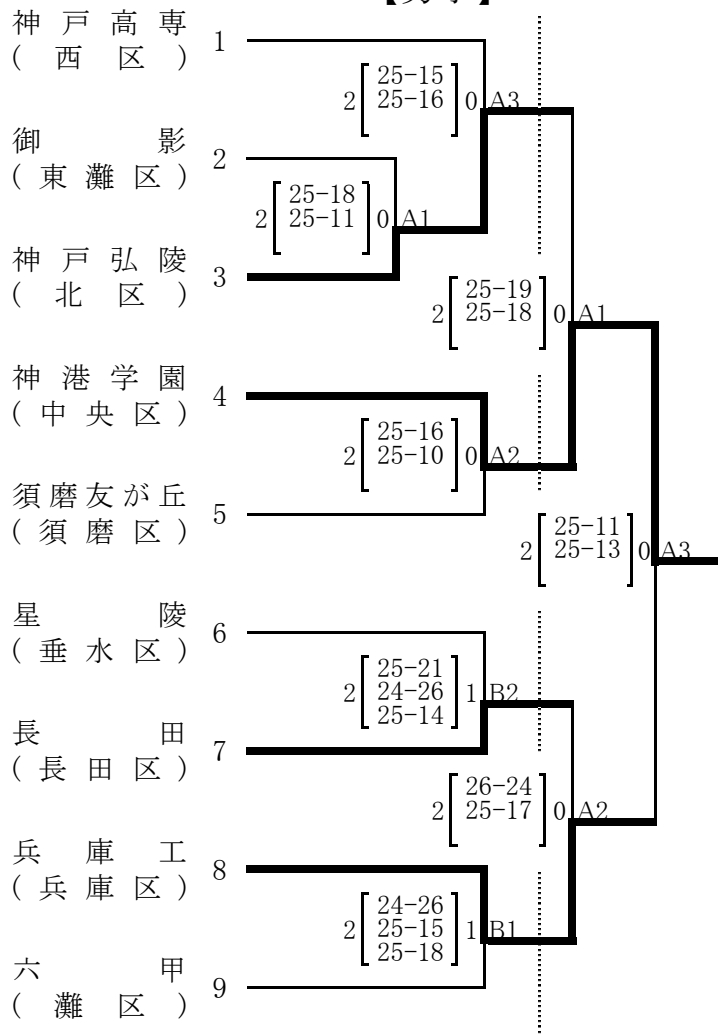 神戸高専
(西区)
1
25-15
2 25-16 0 A3
御影
(東灘区)
2
25-18
2 25-11 0 A1
神戸弘陵
(北区)
3
25-19
2 25-18 0 A1
神港学園
(中央区)
4
25-16
2 25-10 0 A2
須磨友が丘
(須磨区)
5
25-11
2 25-13 0 A3
星陵
(垂水区)
6
25-21
2 24-26 1 B2
25-14
長田
(長田区)
7
26-24
2 25-17 0 A2
兵庫工
(兵庫区)
8
24-26
2 25-15 1 B1
25-18
六甲
(灘区)
9